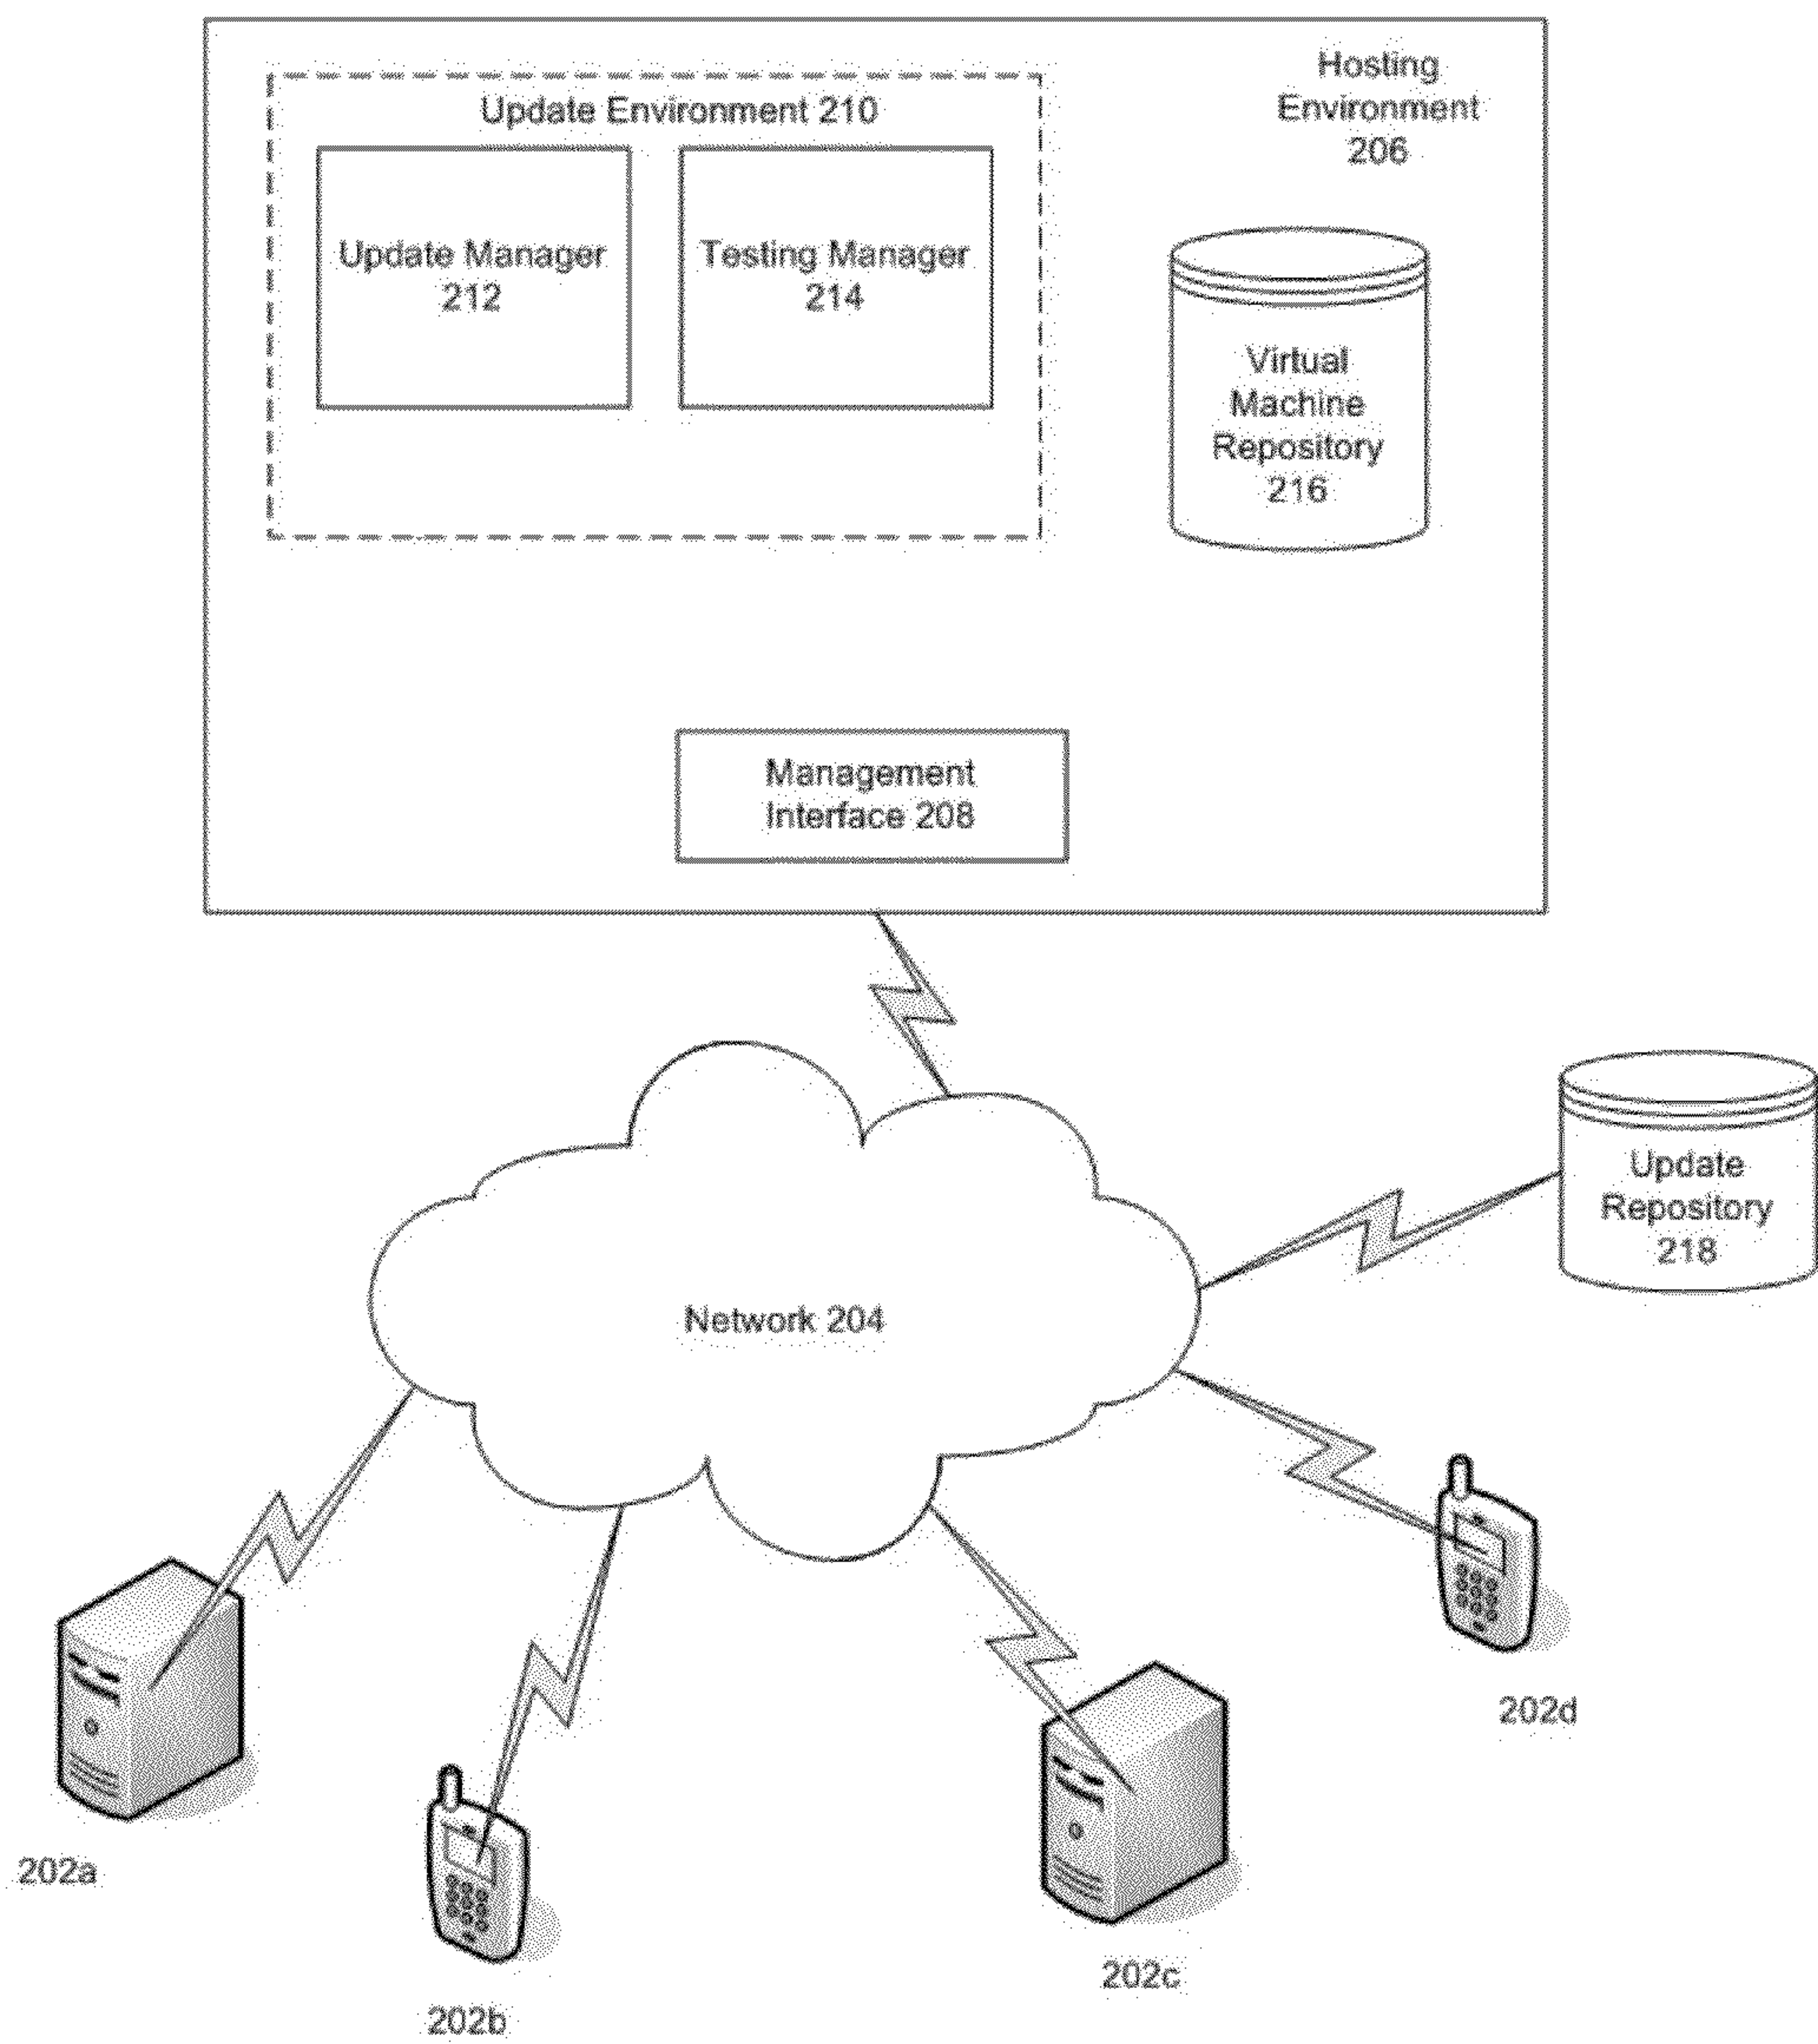 Hosting
Environment
206
Update Environment 210
Update Manager
212
Testing Manager
214
Virtual
Machine
Repository
216
Management
Interface 208
Update
Repository
218
Network 204
202d
202a
202c
202b